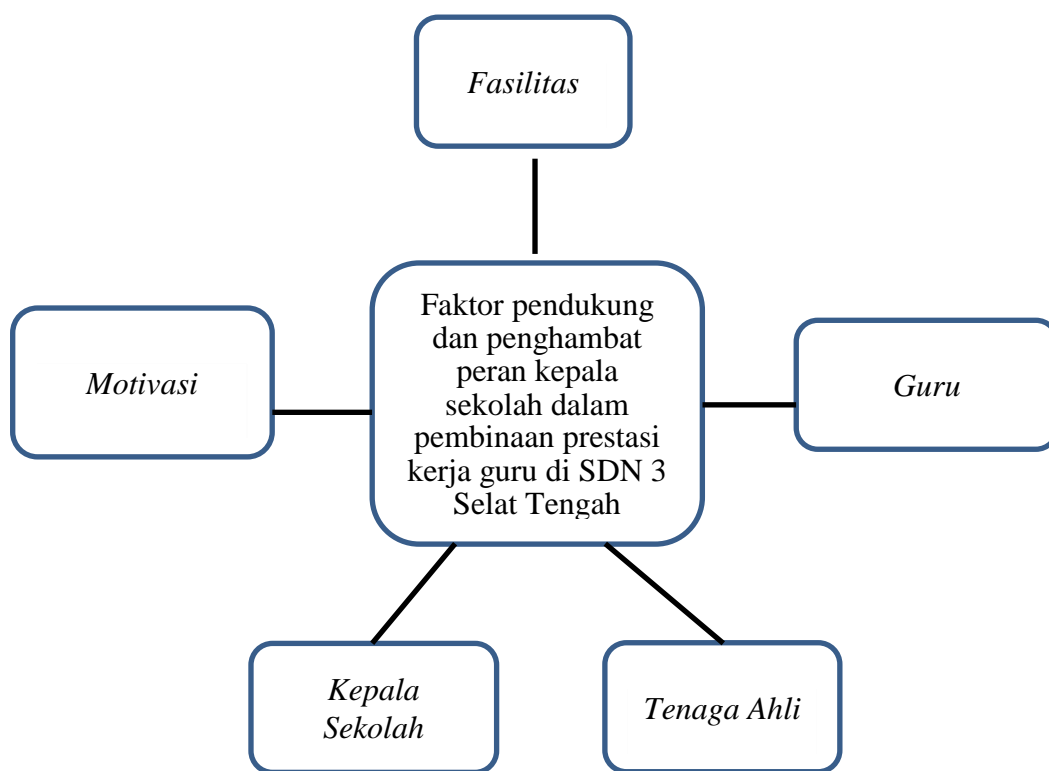 Fasilitas
Faktor pendukung
dan penghambat
peran kepala
sekolah dalam
pembinaan prestasi
kerja guru di SDN 3
Selat Tengah
Motivasi
Guru
Kepala
Sekolah
Tenaga Ahli